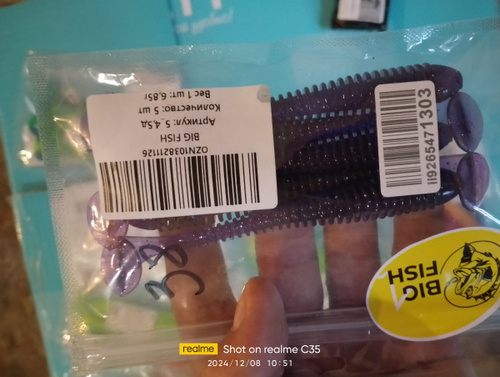 BIG
FISH
OZN1038211126
BIG FISH
Артикул: 5_4,5д
Количество: 5 шт
Вес 1 шт: 6,85г
ii9265471303
realme
Shot on realme C35
2024/12/08 10:51